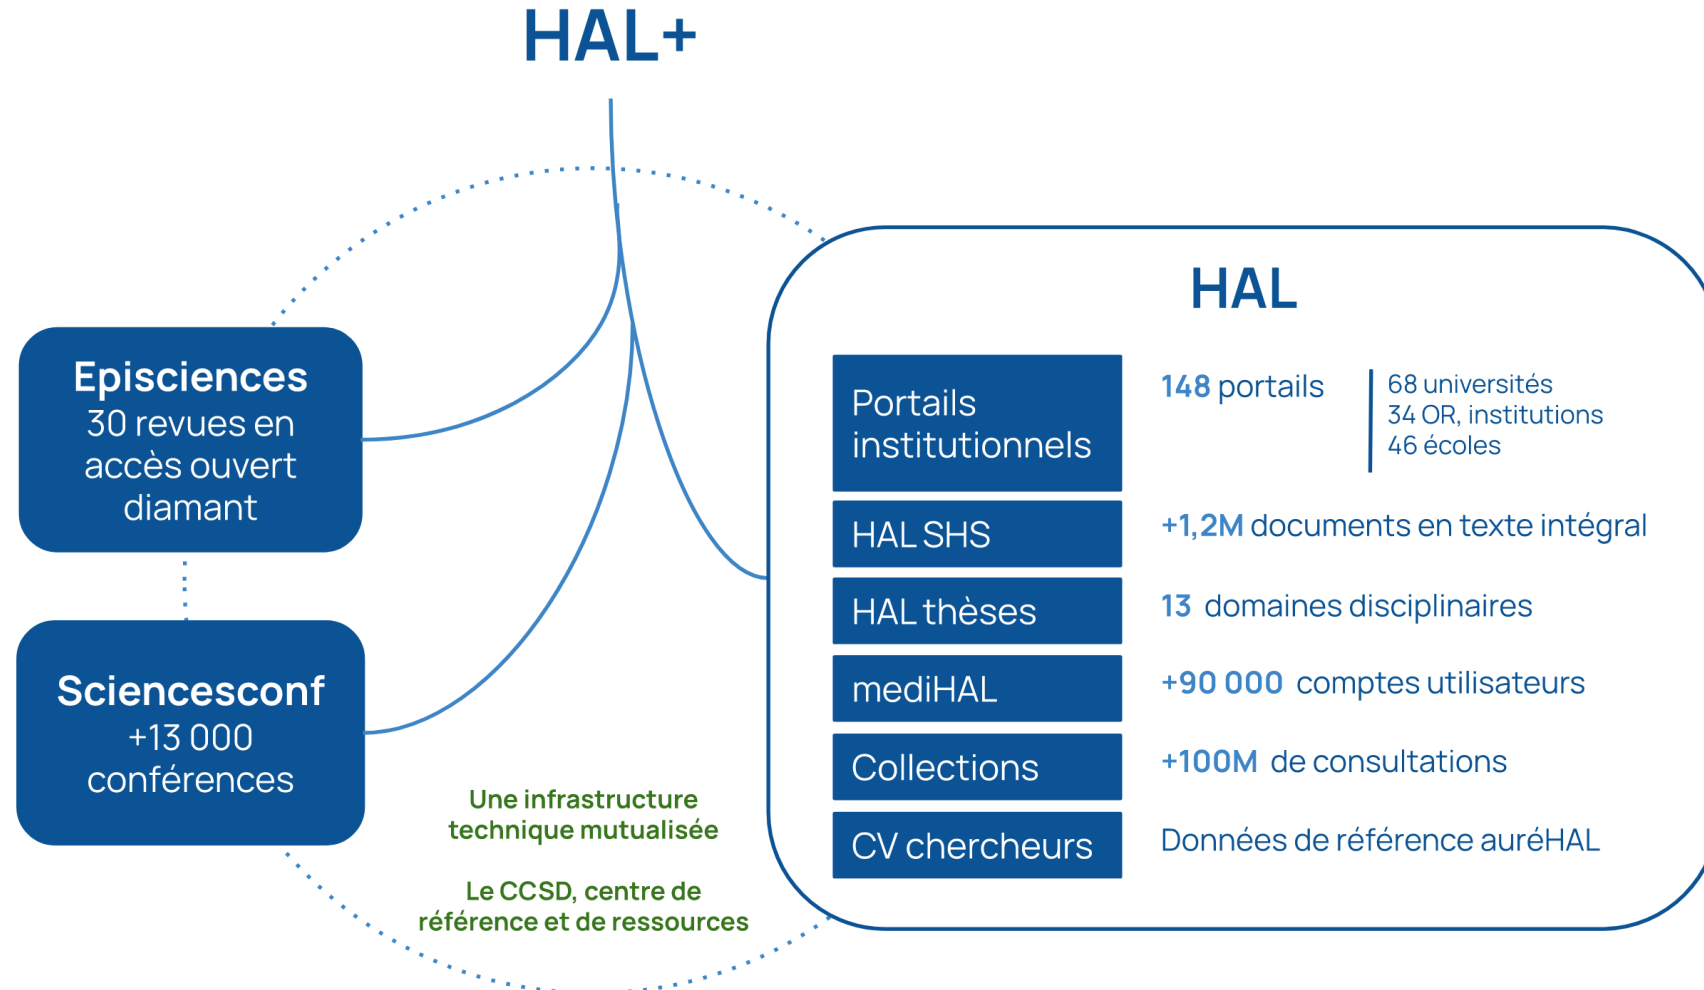 HAL+
Episciences
30 revues en
accès ouvert
diamant
Sciencesconf
+13 000
conférences
Une infrastructure
technique mutualisée
Le CCSD, centre de
référence et de ressources
HAL
Portails
institutionnels
148 portails
68 universités
34 OR, institutions
46 écoles
HAL SHS
+1,2M documents en texte intégral
HAL thèses
13 domaines disciplinaires
mediHAL
+90 000 comptes utilisateurs
Collections
+100M de consultations
CV chercheurs
Données de référence auréHAL